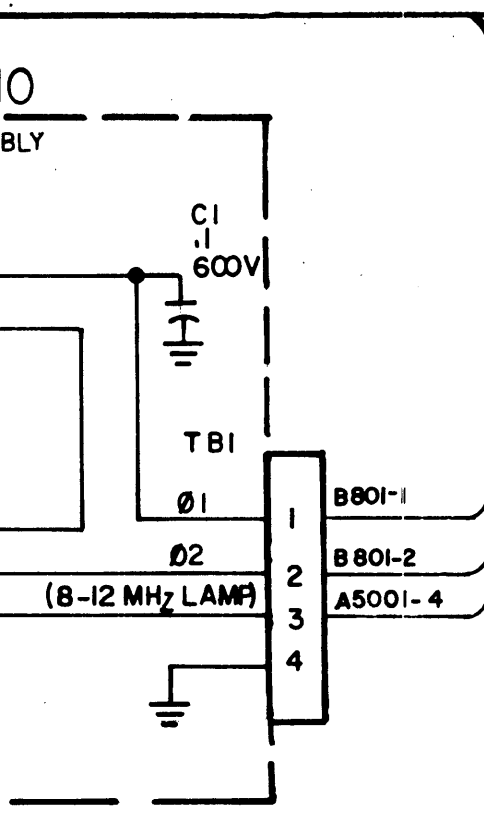 10
BLY
C1
.1
600V
TB1
Ø1
1
B801-1
Ø2
2
B801-2
(8-12 MHz LAMP)
3
A5001-4
4